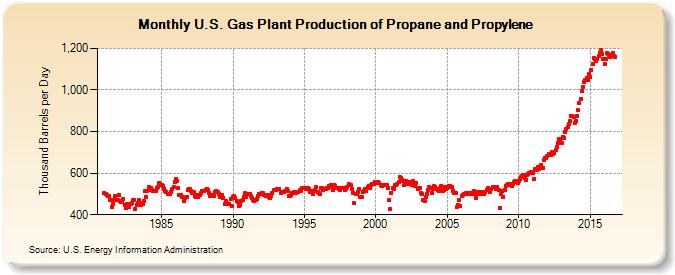 Monthly U.S. Gas Plant Production of Propane and Propylene
Thousand Barrels per Day
1,200
1,000
800
600
400
1985 1990 1995 2000 2005 2010 2015
Source: U.S. Energy Information Administration